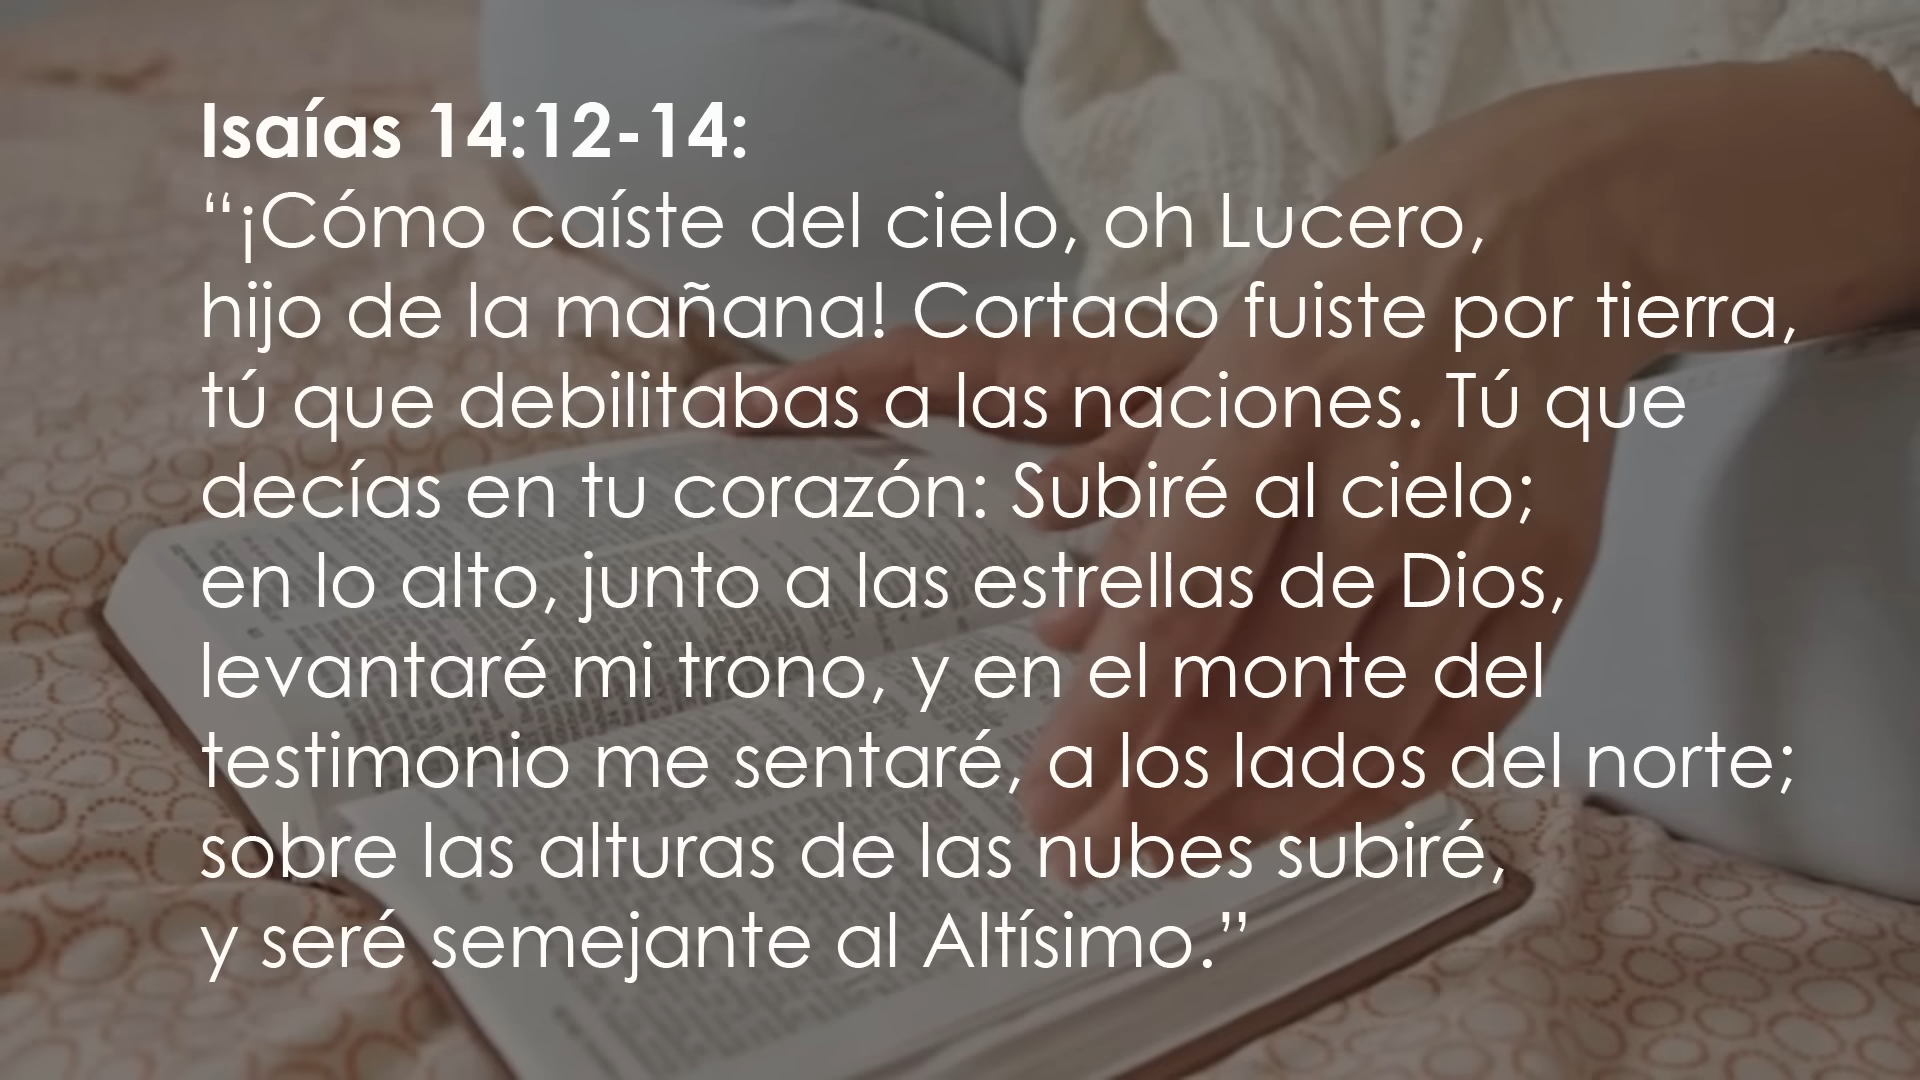 Isaías 14:12-14:
“¡Cómo caíste del cielo, oh Lucero,
hijo de la mañana! Cortado fuiste por tierra,
tú que debilitabas a las naciones. Tú que
decías en tu corazón: Subiré al cielo;
en lo alto, junto a las estrellas de Dios,
levantaré mi trono, y en el monte del
testimonio me sentaré, a los lados del norte;
sobre las alturas de las nubes subiré,
y seré semejante al Altísimo.”